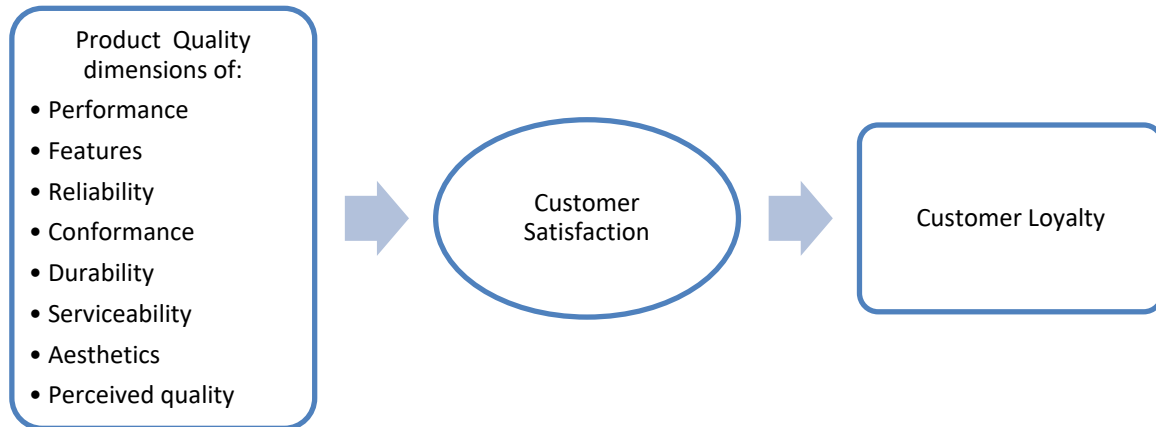 Product  Quality
dimensions of:
• Performance
• Features
• Reliability
• Conformance
• Durability
• Serviceability
• Aesthetics
• Perceived quality
Customer
Satisfaction
Customer Loyalty